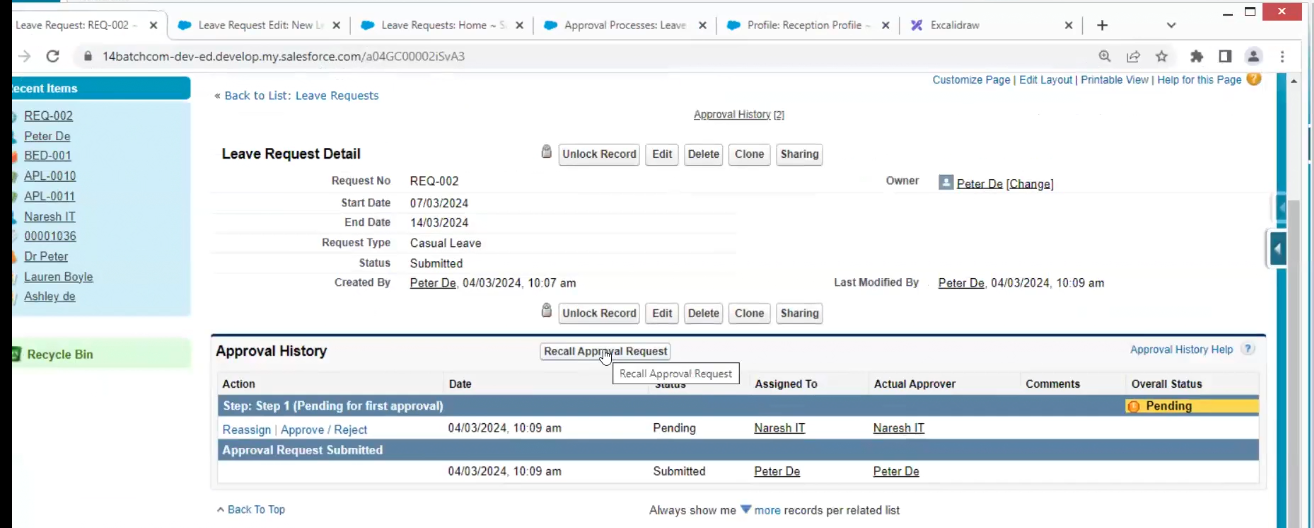 Leave Request: REQ-002 –
Leave Request Edit: New L
Leave Requests: Home ~ S
Approval Processes: Leave
Profile: Reception Profile ~
Excalidraw
14batchcom-dev-ed.develop.my.salesforce.com/a04GC00002iSvA3
Customize Page | Edit Layout | Printable View | Help for this Page ?
ecent Items
REQ-002
Peter De
BED-001
APL-0010
APL-0011
Naresh IT
00001036
Dr Peter
Lauren Boyle
Ashley de
Recycle Bin
« Back to List: Leave Requests
Approval History [2]
Leave Request Detail
Unlock Record Edit Delete Clone Sharing
Request No REQ-002 Owner Peter De [Change]
Start Date 07/03/2024
End Date 14/03/2024
Request Type Casual Leave
Status Submitted
Created By Peter De, 04/03/2024, 10:07 am Last Modified By Peter De, 04/03/2024, 10:09 am
Unlock Record Edit Delete Clone Sharing
Approval History Recall Approval Request Approval History Help ?
Recall Approval Request
Action Date Status Assigned To Actual Approver Comments Overall Status
Step: Step 1 (Pending for first approval) Pending
Reassign | Approve / Reject 04/03/2024, 10:09 am Pending Naresh IT Naresh IT
Approval Request Submitted
04/03/2024, 10:09 am Submitted Peter De Peter De
^ Back To Top Always show me ▼ more records per related list